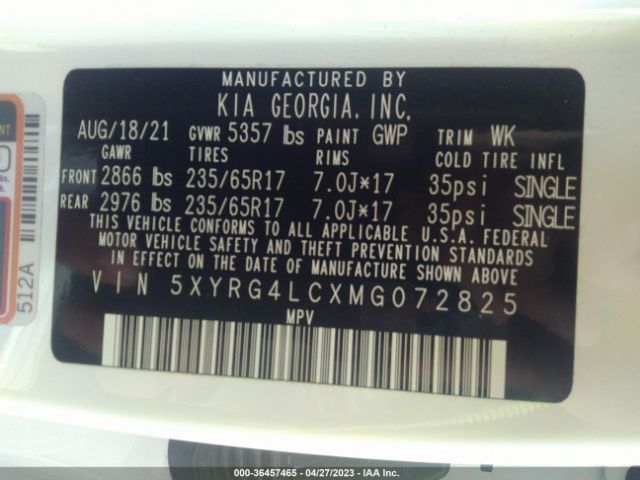 MANUFACTURED BY
KIA GEORGIA, INC.
AUG/18/21 GVWR 5357 lbs PAINT GWP TRIM WK
GAWR TIRES RIMS COLD TIRE INFL
FRONT 2866 lbs 235/65R17 7.0J×17 35psi SINGLE
REAR 2976 lbs 235/65R17 7.0J×17 35psi SINGLE
THIS VEHICLE CONFORMS TO ALL APPLICABLE U.S.A. FEDERAL
MOTOR VEHICLE SAFETY AND THEFT PREVENTION STANDARDS
IN EFFECT ON THE DATE OF MANUFACTURE SHOWN ABOVE
VIN 5XYRG4LCXMG072825
MPV
512A
000-36457465 | 04/27/2023 | IAA Inc.